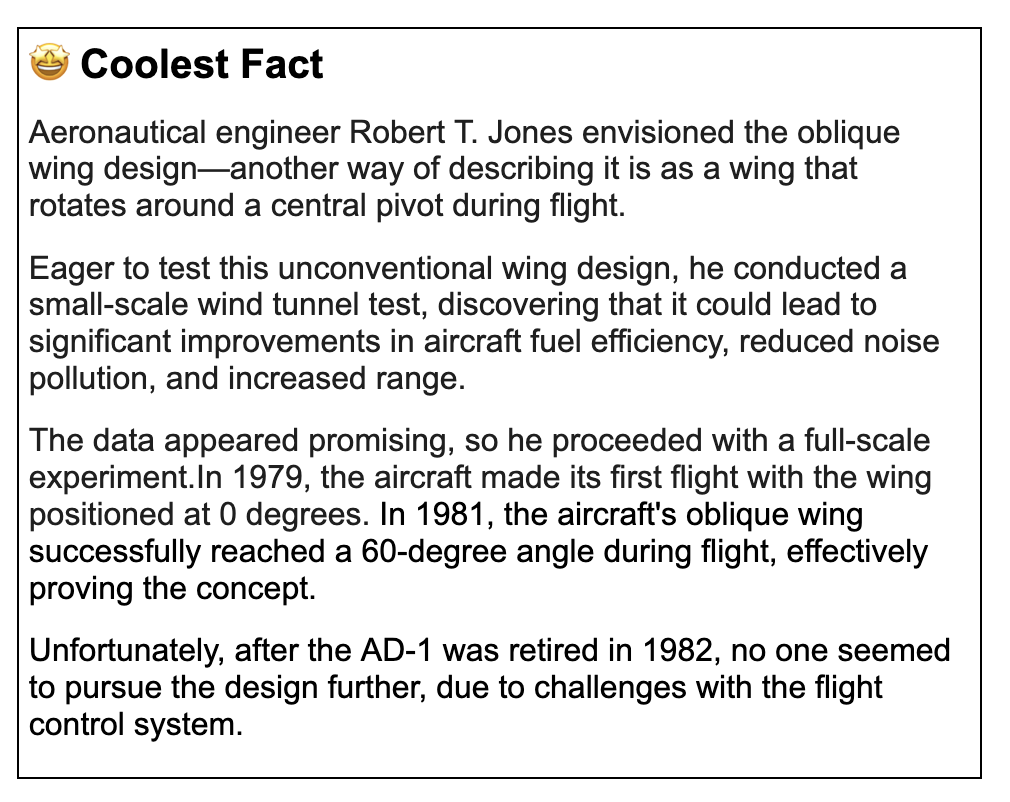 🤩 Coolest Fact
Aeronautical engineer Robert T. Jones envisioned the oblique
wing design—another way of describing it is as a wing that
rotates around a central pivot during flight.
Eager to test this unconventional wing design, he conducted a
small-scale wind tunnel test, discovering that it could lead to
significant improvements in aircraft fuel efficiency, reduced noise
pollution, and increased range.
The data appeared promising, so he proceeded with a full-scale
experiment.In 1979, the aircraft made its first flight with the wing
positioned at 0 degrees. In 1981, the aircraft's oblique wing
successfully reached a 60-degree angle during flight, effectively
proving the concept.
Unfortunately, after the AD-1 was retired in 1982, no one seemed
to pursue the design further, due to challenges with the flight
control system.